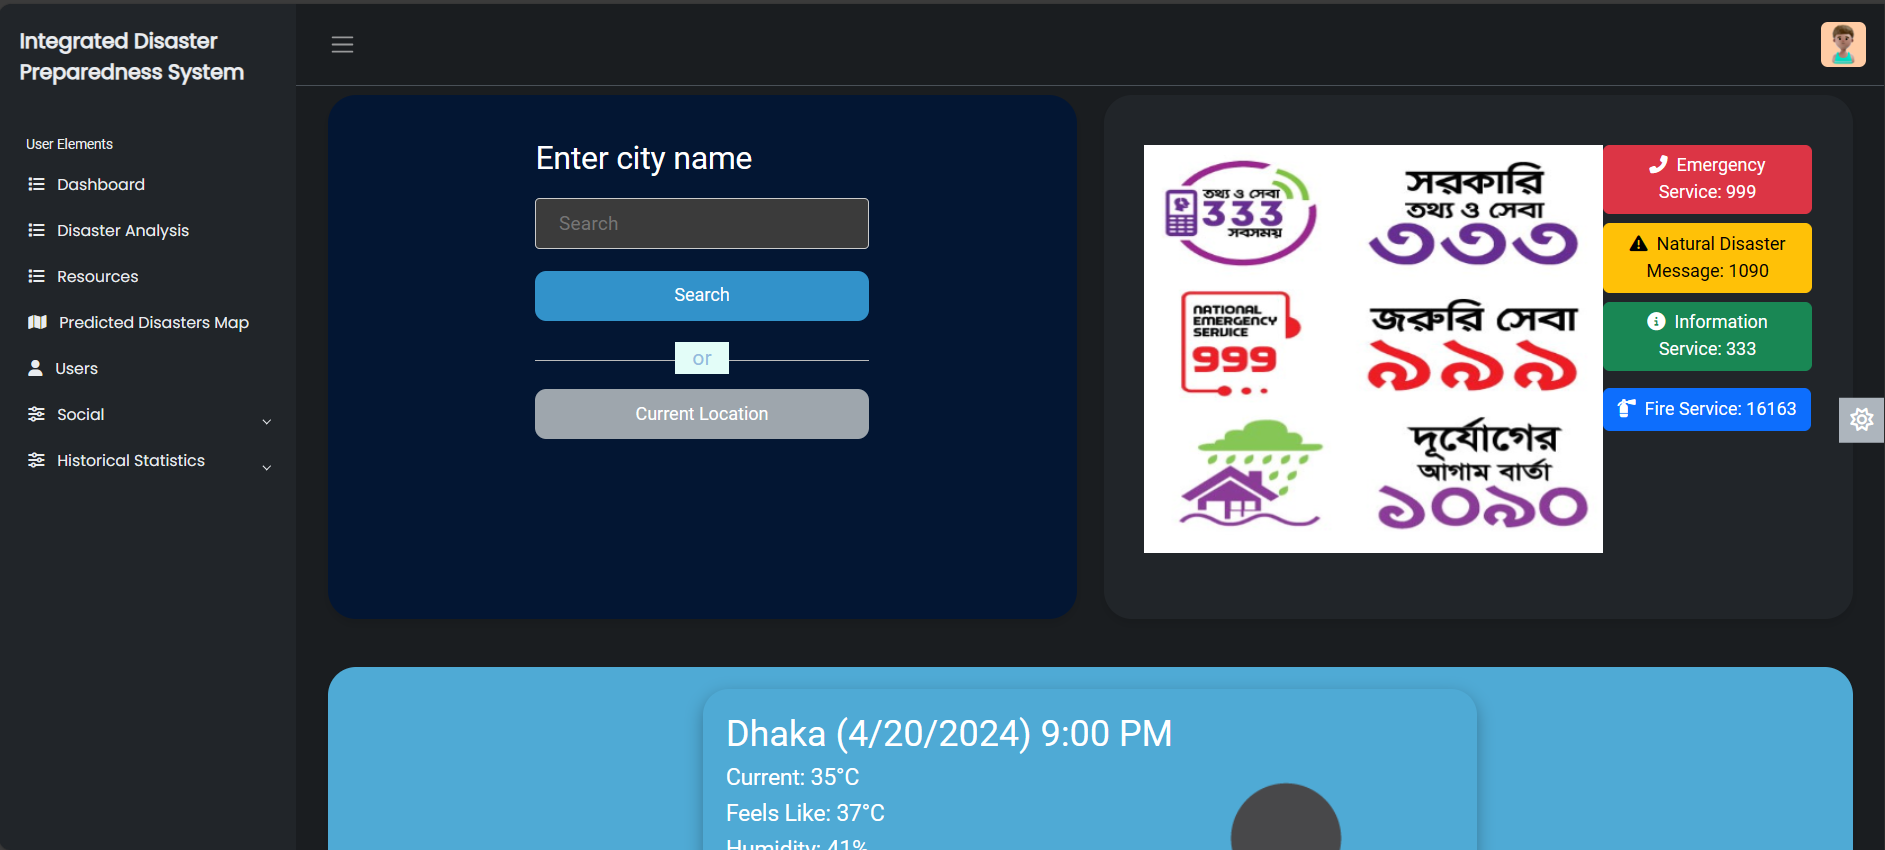 Integrated Disaster
Preparedness System
User Elements
Dashboard
Disaster Analysis
Resources
Predicted Disasters Map
Users
Social
Historical Statistics
Enter city name
Search
Search
or
Current Location
তথ্য ও সেবা
333
সবসময়
সরকারি
তথ্য ও সেবা
৩৩৩
NATIONAL
EMERGENCY
SERVICE
999
জরুরি সেবা
৯৯৯
দূর্যোগের
আগাম বার্তা
১০৯০
Emergency
Service: 999
Natural Disaster
Message: 1090
Information
Service: 333
Fire Service: 16163
Dhaka (4/20/2024) 9:00 PM
Current: 35°C
Feels Like: 37°C
Humidity: 41%